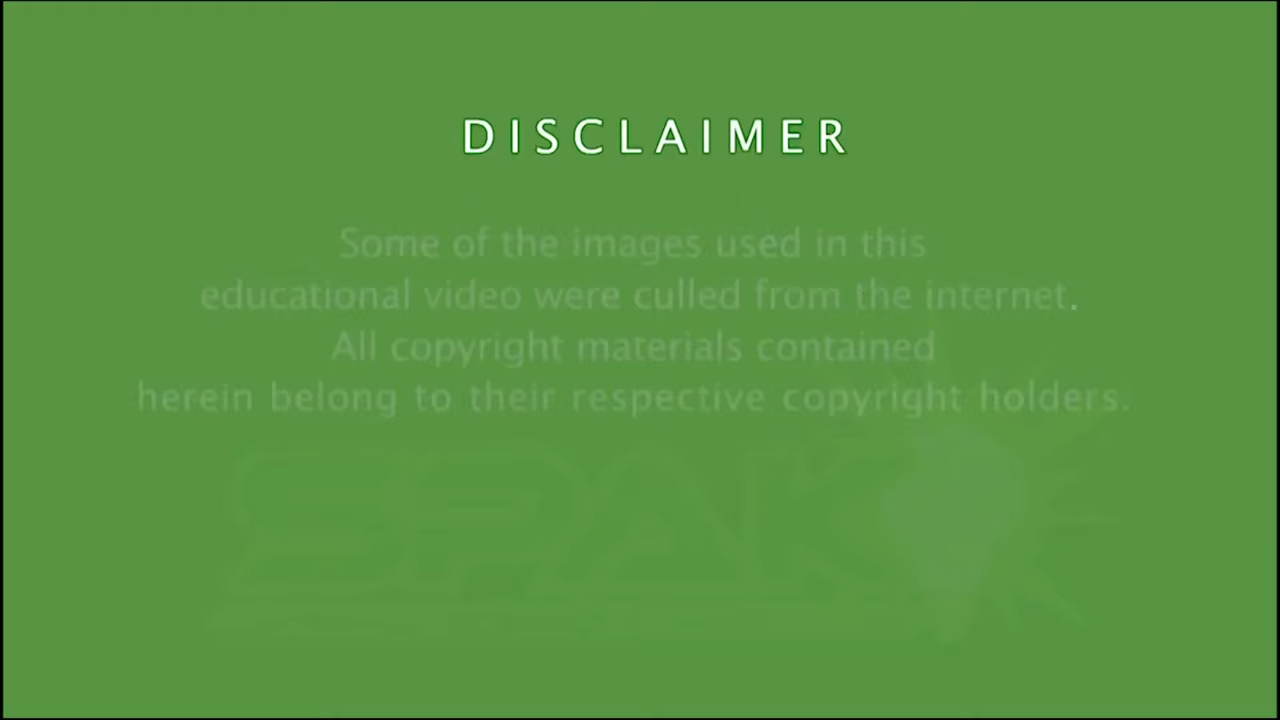 DISCLAIMER
Some of the images used in this
educational video were culled from the internet.
All copyright materials contained
herein belong to their respective copyright holders.
SPAK